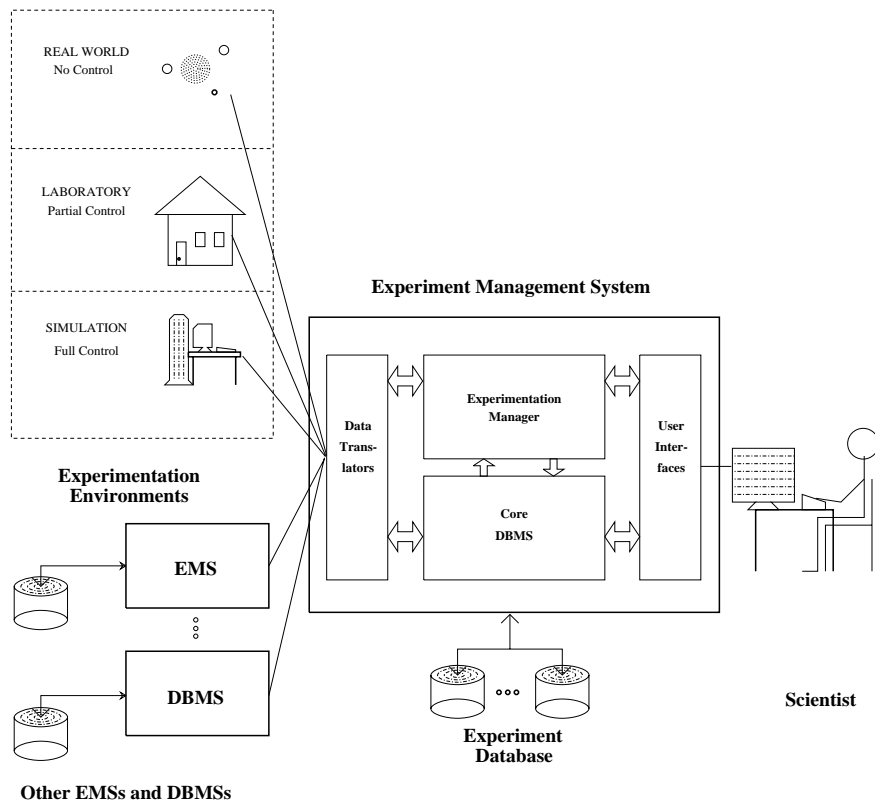 REAL WORLD
No Control
LABORATORY
Partial Control
SIMULATION
Full Control
Experimentation
Environments
Experiment Management System
Data
Trans-
lators
Experimentation
Manager
Core
DBMS
User
Inter-
faces
EMS
DBMS
Other EMSs and DBMSs
Experiment
Database
Scientist